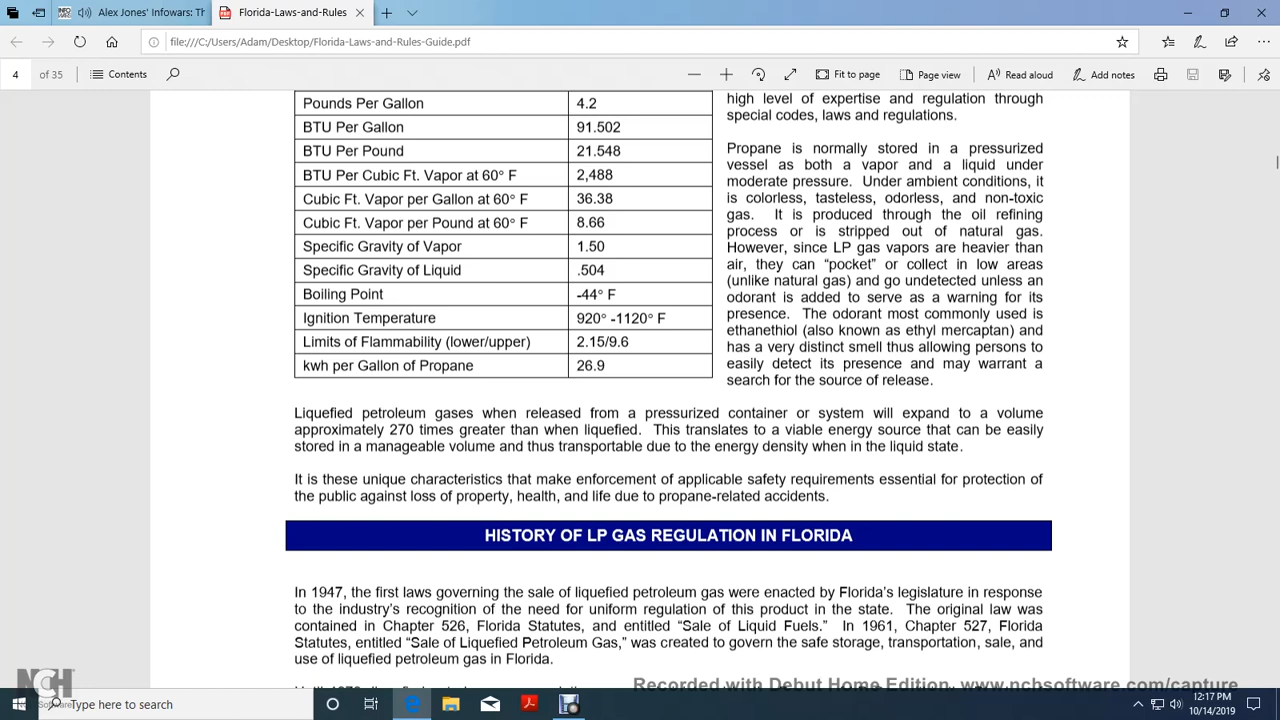 Alex Jones' Infowars: Th
Florida-Laws-and-Rules
file:///C:/Users/Adam/Desktop/Florida-Laws-and-Rules-Guide.pdf
4 of 35 Contents Fit to page Page view Read aloud Add notes
Pounds Per Gallon 4.2
BTU Per Gallon 91.502
BTU Per Pound 21.548
BTU Per Cubic Ft. Vapor at 60° F 2,488
Cubic Ft. Vapor per Gallon at 60° F 36.38
Cubic Ft. Vapor per Pound at 60° F 8.66
Specific Gravity of Vapor 1.50
Specific Gravity of Liquid .504
Boiling Point -44° F
Ignition Temperature 920° -1120° F
Limits of Flammability (lower/upper) 2.15/9.6
kwh per Gallon of Propane 26.9
high level of expertise and regulation through
special codes, laws and regulations.
Propane is normally stored in a pressurized
vessel as both a vapor and a liquid under
moderate pressure. Under ambient conditions, it
is colorless, tasteless, odorless, and non-toxic
gas. It is produced through the oil refining
process or is stripped out of natural gas.
However, since LP gas vapors are heavier than
air, they can “pocket” or collect in low areas
(unlike natural gas) and go undetected unless an
odorant is added to serve as a warning for its
presence. The odorant most commonly used is
ethanethiol (also known as ethyl mercaptan) and
has a very distinct smell thus allowing persons to
easily detect its presence and may warrant a
search for the source of release.
Liquefied petroleum gases when released from a pressurized container or system will expand to a volume
approximately 270 times greater than when liquefied. This translates to a viable energy source that can be easily
stored in a manageable volume and thus transportable due to the energy density when in the liquid state.
It is these unique characteristics that make enforcement of applicable safety requirements essential for protection of
the public against loss of property, health, and life due to propane-related accidents.
HISTORY OF LP GAS REGULATION IN FLORIDA
In 1947, the first laws governing the sale of liquefied petroleum gas were enacted by Florida’s legislature in response
to the industry’s recognition of the need for uniform regulation of this product in the state. The original law was
contained in Chapter 526, Florida Statutes, and entitled “Sale of Liquid Fuels.” In 1961, Chapter 527, Florida
Statutes, entitled “Sale of Liquefied Petroleum Gas,” was created to govern the safe storage, transportation, sale, and
use of liquefied petroleum gas in Florida.
Recorded with Debut Home Edition www.nchsoftware.com/capture
NCH
Software
Type here to search
12:17 PM
10/14/2019